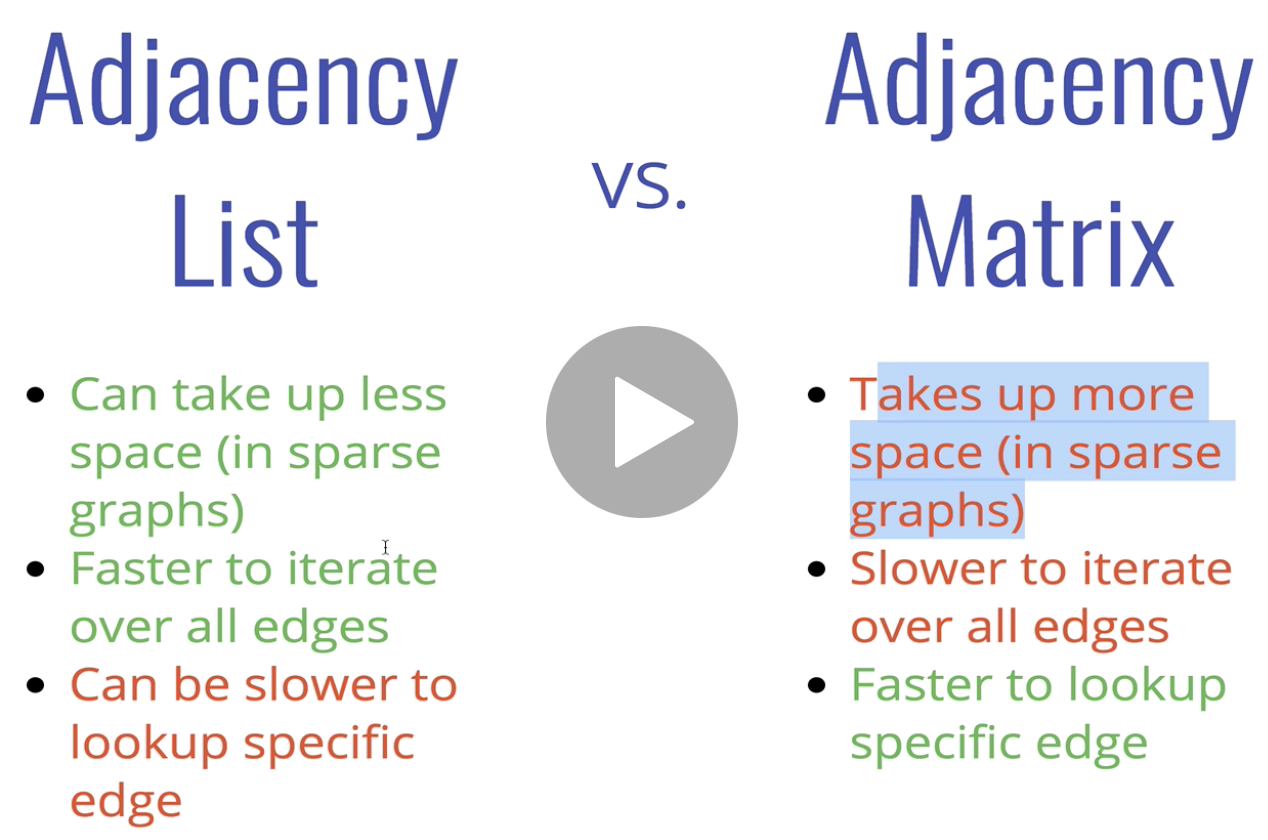 Adjacency
List
vs.
Adjacency
Matrix
Can take up less
space (in sparse
graphs)
Faster to iterate
over all edges
Can be slower to
lookup specific
edge
Takes up more
space (in sparse
graphs)
Slower to iterate
over all edges
Faster to lookup
specific edge